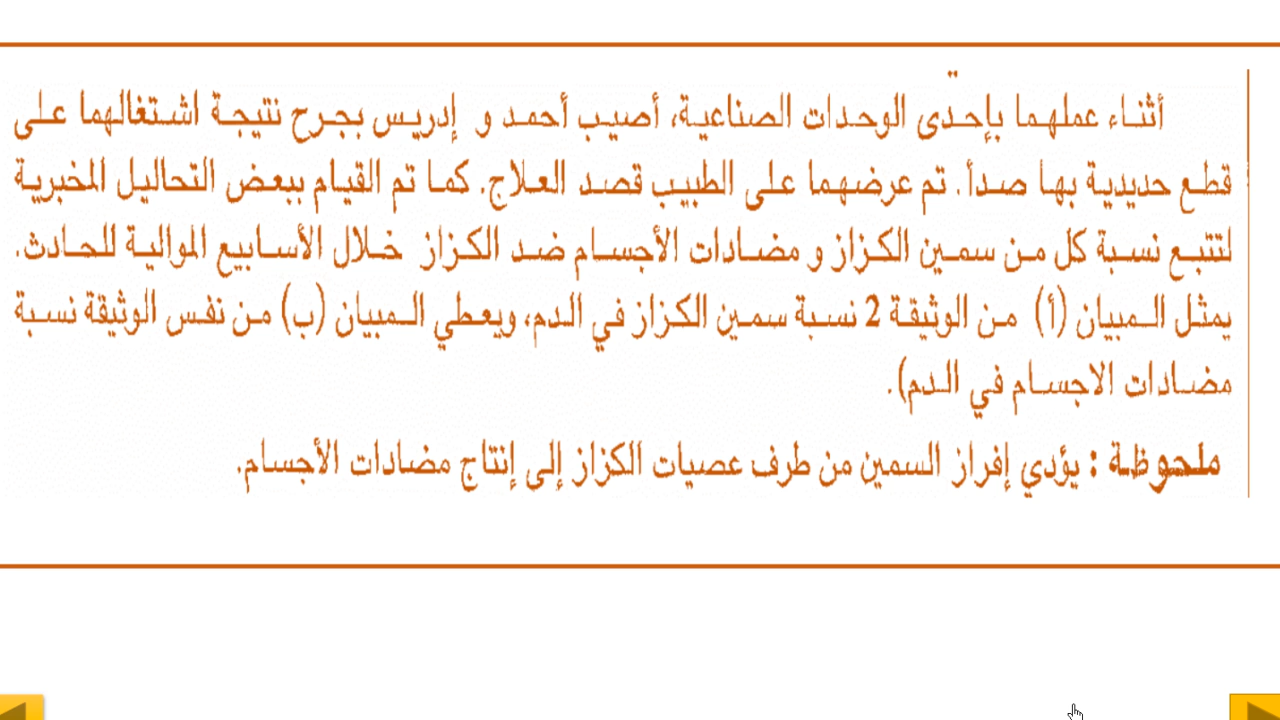 أثناء عملهما بإحدى الوحدات الصناعية، أصيب أحمد و إدريس بجرح نتيجة اشتغالهما على
قطع حديدية بها صدأ. تم عرضهما على الطبيب قصد العلاج. كما تم القيام ببعض التحاليل المخبرية
لتتبع نسبة كل من سمين الكزاز و مضادات الأجسام ضد الكزاز خلال الأسابيع الموالية للحادث.
يمثل المبيان (أ) من الوثيقة 2 نسبة سمين الكزاز في الدم، ويعطي المبيان (ب) من نفس الوثيقة نسبة
مضادات الاجسام في الدم).
ملحوظة : يؤدي إفراز السمين من طرف عصيات الكزاز إلى إنتاج مضادات الأجسام.